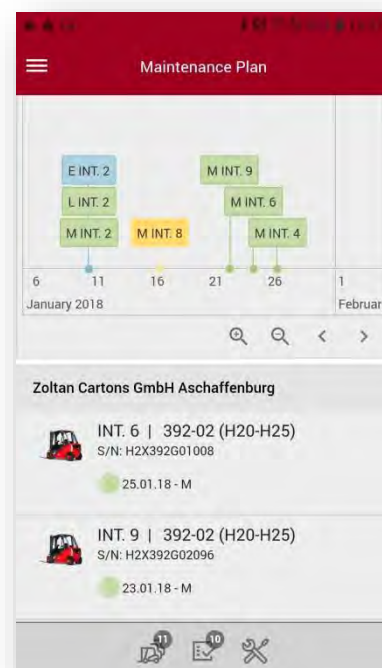 Maintenance Plan
E INT. 2
M INT. 9
L INT. 2
M INT. 6
M INT. 2
M INT. 8
M INT. 4
6 11 16 21 26 1
January 2018 Februar
Zoltan Cartons GmbH Aschaffenburg
INT. 6 | 392-02 (H20-H25)
S/N: H2X392G01008
25.01.18 - M
INT. 9 | 392-02 (H20-H25)
S/N: H2X392G02096
23.01.18 - M
11 10